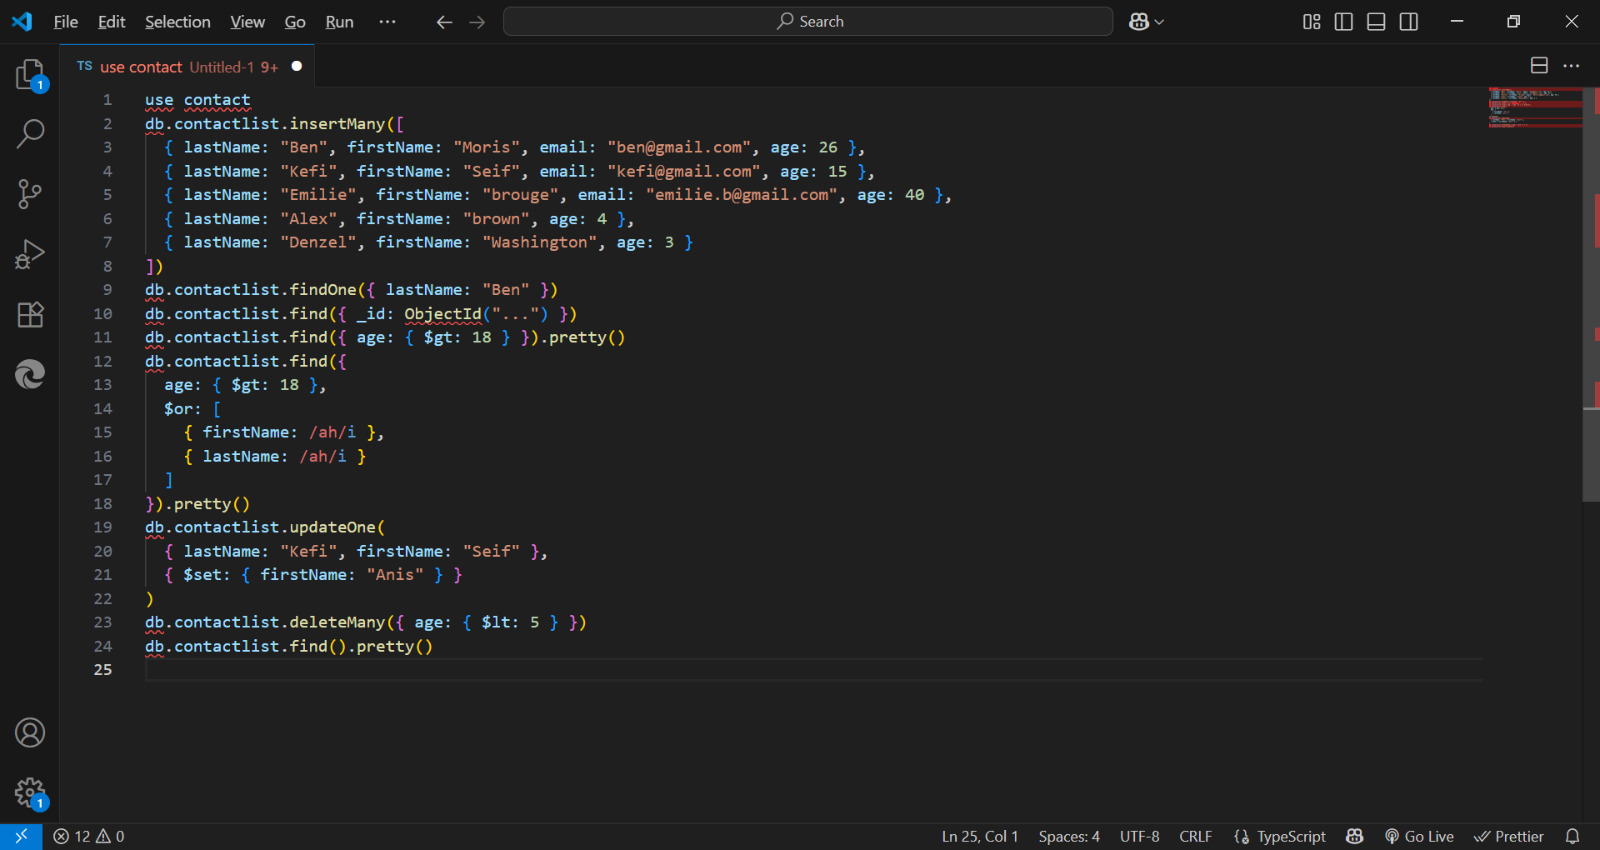 File Edit Selection View Go Run ... Search
1
TS use contact Untitled-1 9+
1 use contact
2 db.contactlist.insertMany([
3 { lastName: "Ben", firstName: "Moris", email: "ben@gmail.com", age: 26 },
4 { lastName: "Kefi", firstName: "Seif", email: "kefi@gmail.com", age: 15 },
5 { lastName: "Emilie", firstName: "brouge", email: "emilie.b@gmail.com", age: 40 },
6 { lastName: "Alex", firstName: "brown", age: 4 },
7 { lastName: "Denzel", firstName: "Washington", age: 3 }
8 ])
9 db.contactlist.findOne({ lastName: "Ben" })
10 db.contactlist.find({ _id: ObjectId("...") })
11 db.contactlist.find({ age: { $gt: 18 } }).pretty()
12 db.contactlist.find({
13 age: { $gt: 18 },
14 $or: [
15 { firstName: /ah/i },
16 { lastName: /ah/i }
17 ]
18 }).pretty()
19 db.contactlist.updateOne(
20 { lastName: "Kefi", firstName: "Seif" },
21 { $set: { firstName: "Anis" } }
22 )
23 db.contactlist.deleteMany({ age: { $lt: 5 } })
24 db.contactlist.find().pretty()
25
1
12 0 Ln 25, Col 1 Spaces: 4 UTF-8 CRLF {} TypeScript Go Live Prettier